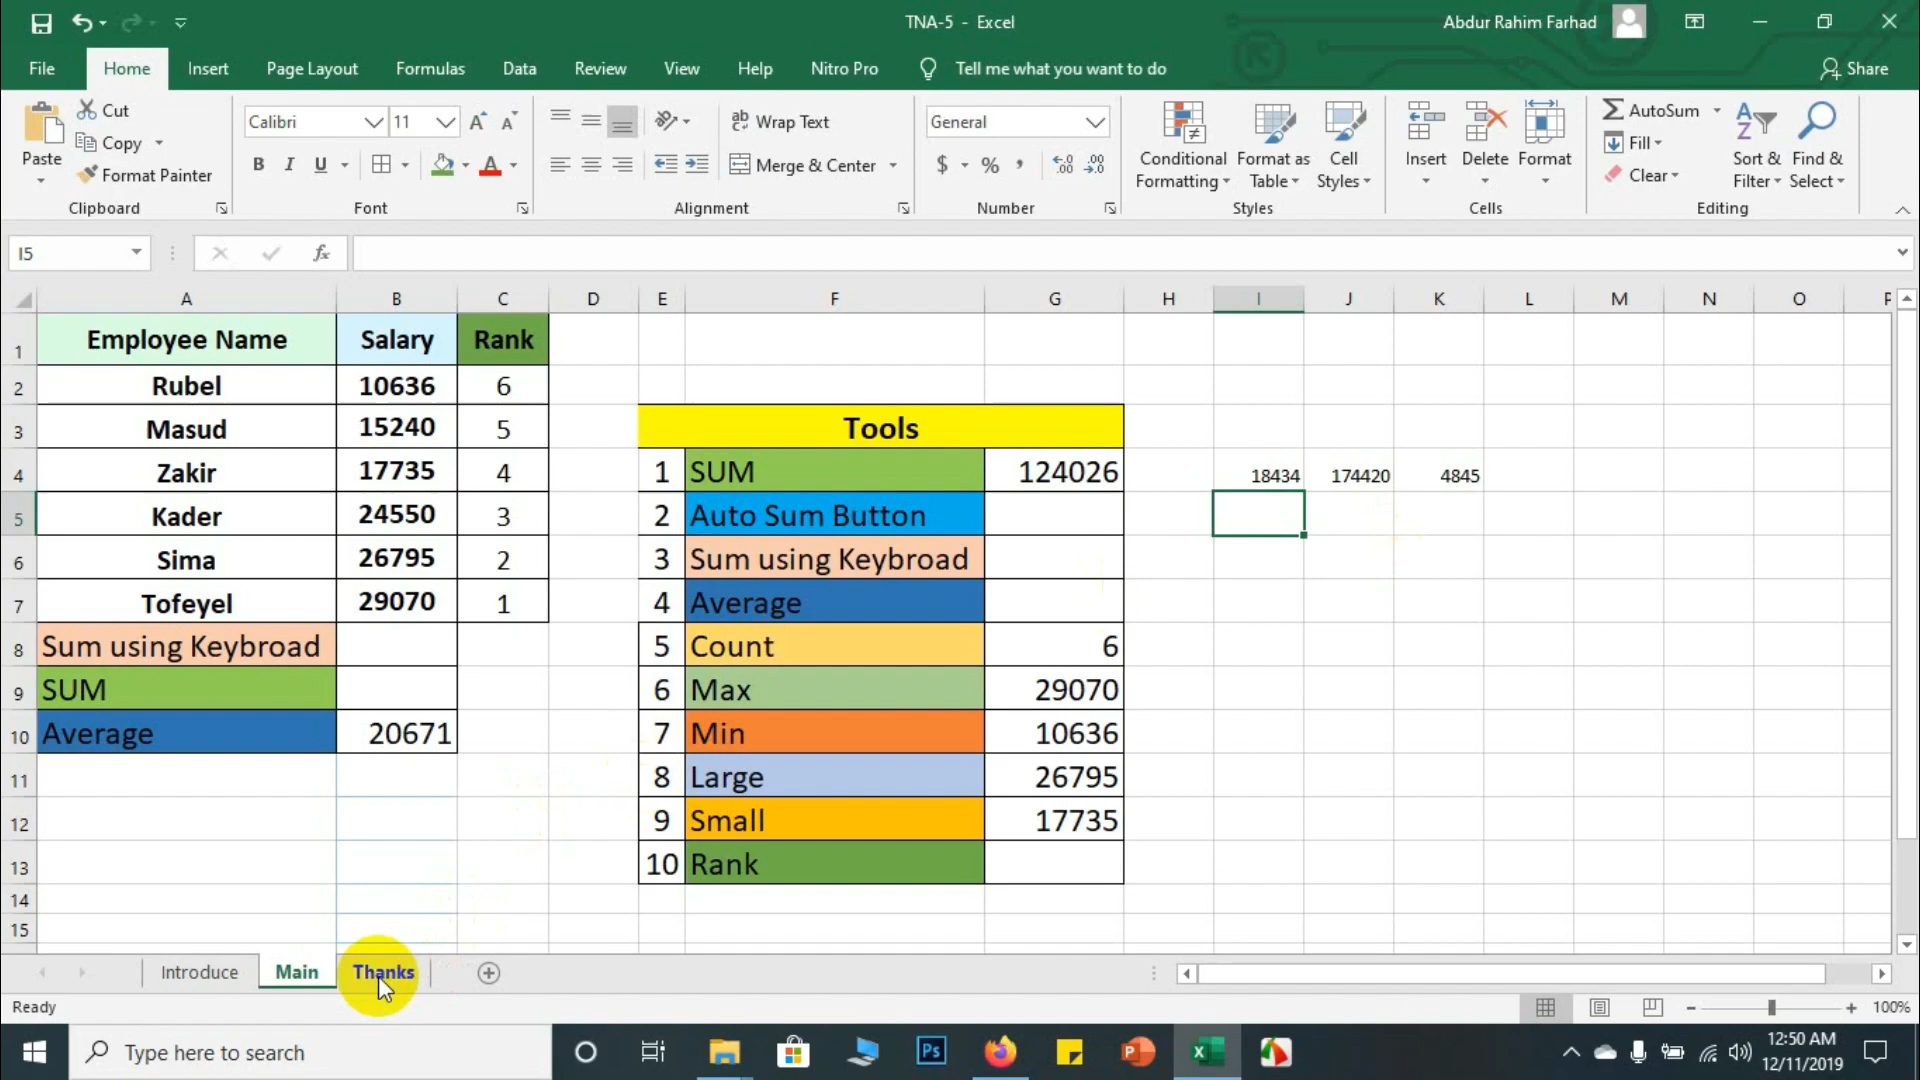 TNA-5 - Excel
Abdur Rahim Farhad
File Home Insert Page Layout Formulas Data Review View Help Nitro Pro Tell me what you want to do Share
Paste
Cut
Copy
Format Painter
Clipboard
Calibri 11
B I U
Font
Wrap Text
Merge & Center
Alignment
General
$ % ,
Number
Conditional Formatting
Format as Table
Cell Styles
Styles
Insert Delete Format
Cells
AutoSum
Fill
Clear
Sort & Filter
Find & Select
Editing
I5
fx
A B C D E F G H I J K L M N O P
1 Employee Name Salary Rank
2 Rubel 10636 6
3 Masud 15240 5 Tools
4 Zakir 17735 4 1 SUM 124026 18434 174420 4845
5 Kader 24550 3 2 Auto Sum Button
6 Sima 26795 2 3 Sum using Keybroad
7 Tofeyel 29070 1 4 Average
8 Sum using Keybroad 5 Count 6
9 SUM 6 Max 29070
10 Average 20671 7 Min 10636
11 8 Large 26795
12 9 Small 17735
13 10 Rank
14
15
Introduce Main Thanks
Ready
100%
Type here to search
Ps
12:50 AM
12/11/2019